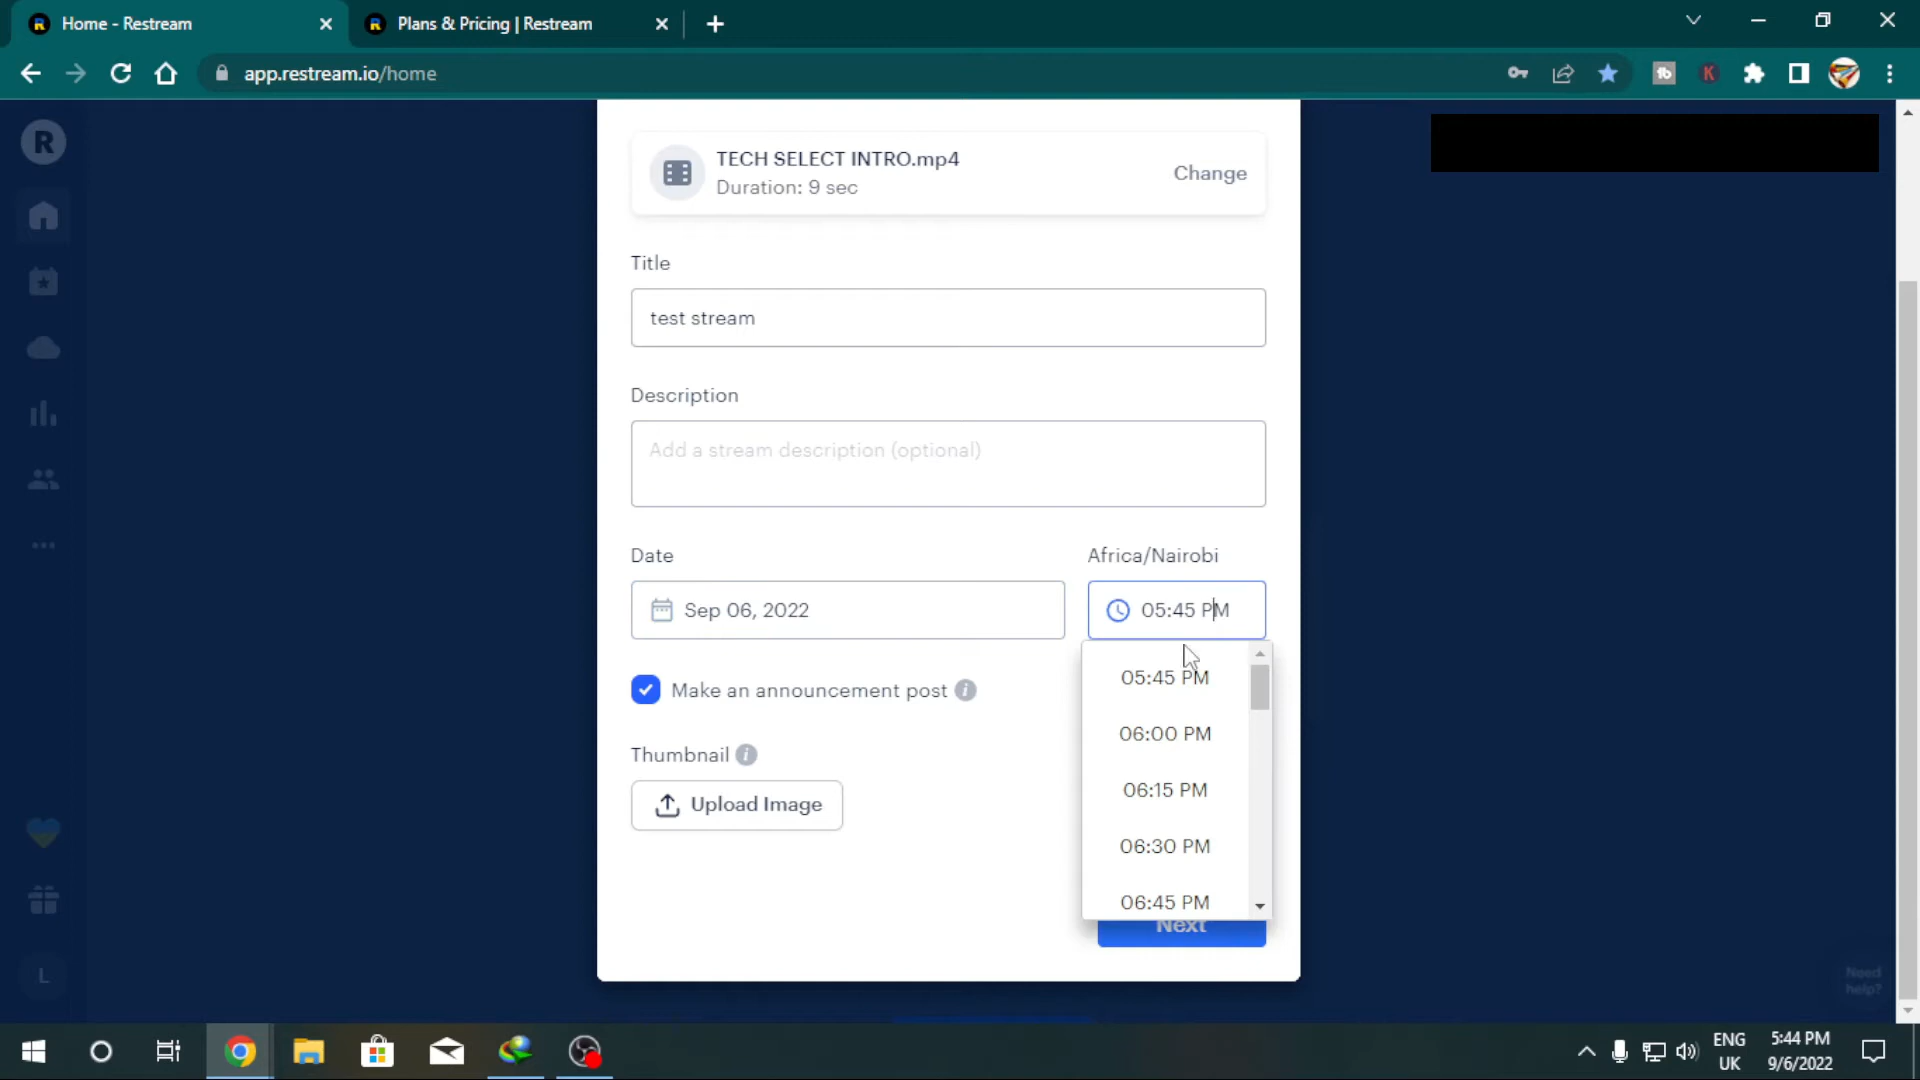 Home - Restream
Plans & Pricing | Restream
app.restream.io/home
R
TECH SELECT INTRO.mp4
Duration: 9 sec
Change
Title
test stream
Description
Add a stream description (optional)
Date
Africa/Nairobi
Sep 06, 2022
05:45 PM
05:45 PM
06:00 PM
06:15 PM
06:30 PM
06:45 PM
Make an announcement post
Thumbnail
Upload Image
Next
L
Need
help?
ENG
UK
5:44 PM
9/6/2022